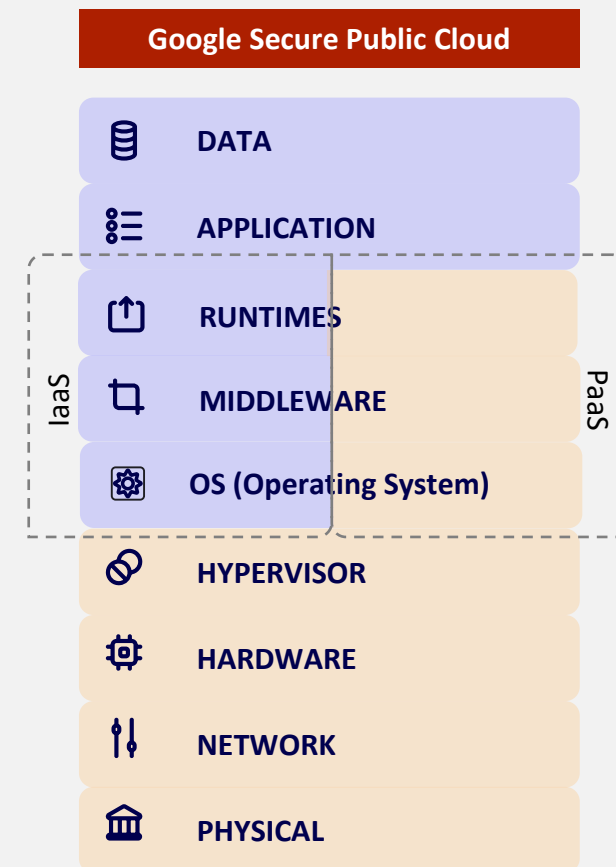 Google Secure Public Cloud
DATA
APPLICATION
RUNTIMES
IaaS
PaaS
MIDDLEWARE
OS (Operating System)
HYPERVISOR
HARDWARE
NETWORK
PHYSICAL